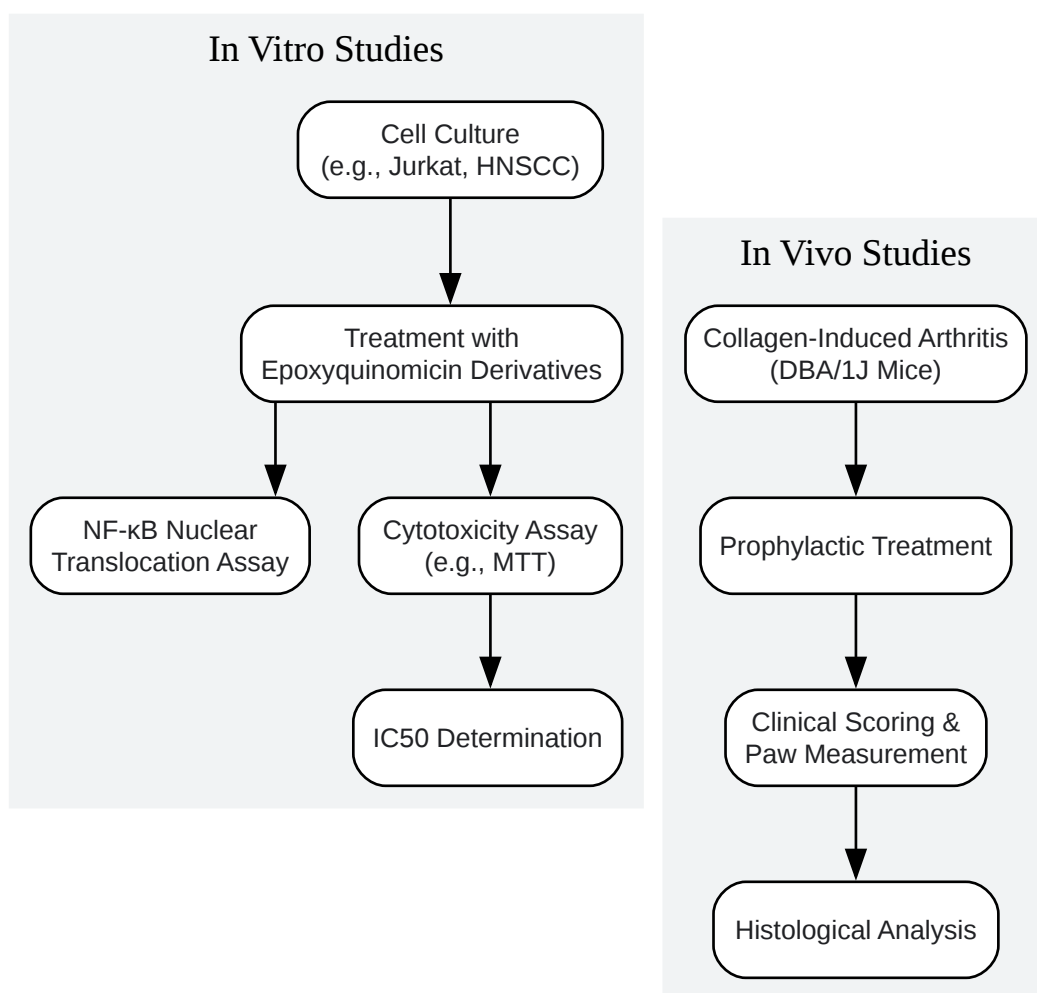 In Vitro Studies
Cell Culture
(e.g., Jurkat, HNSCC)
Treatment with
Epoxyquinomicin Derivatives
NF-κB Nuclear
Translocation Assay
Cytotoxicity Assay
(e.g., MTT)
IC50 Determination
In Vivo Studies
Collagen-Induced Arthritis
(DBA/1J Mice)
Prophylactic Treatment
Clinical Scoring &
Paw Measurement
Histological Analysis